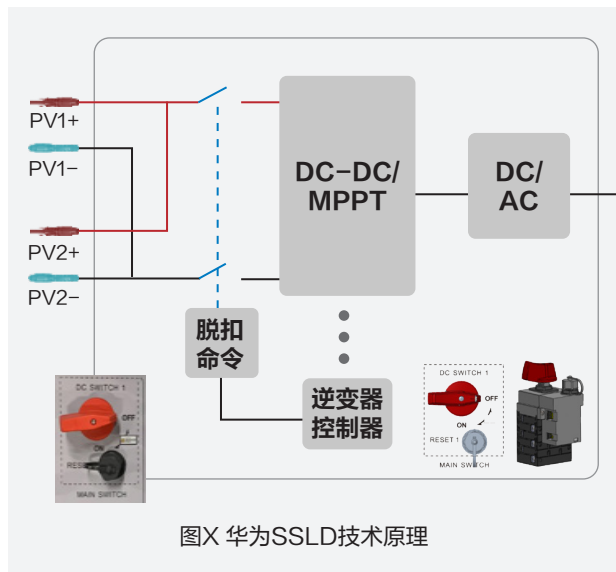 PV1+
PV1-
PV2+
PV2-
DC-DC/
MPPT
DC/
AC
脱扣
命令
逆变器
控制器
DC SWITCH 1
OFF
ON
RESET 1
MAIN SWITCH
DC SWITCH 1
OFF
ON
MAIN SWITCH
图X 华为SSLD技术原理